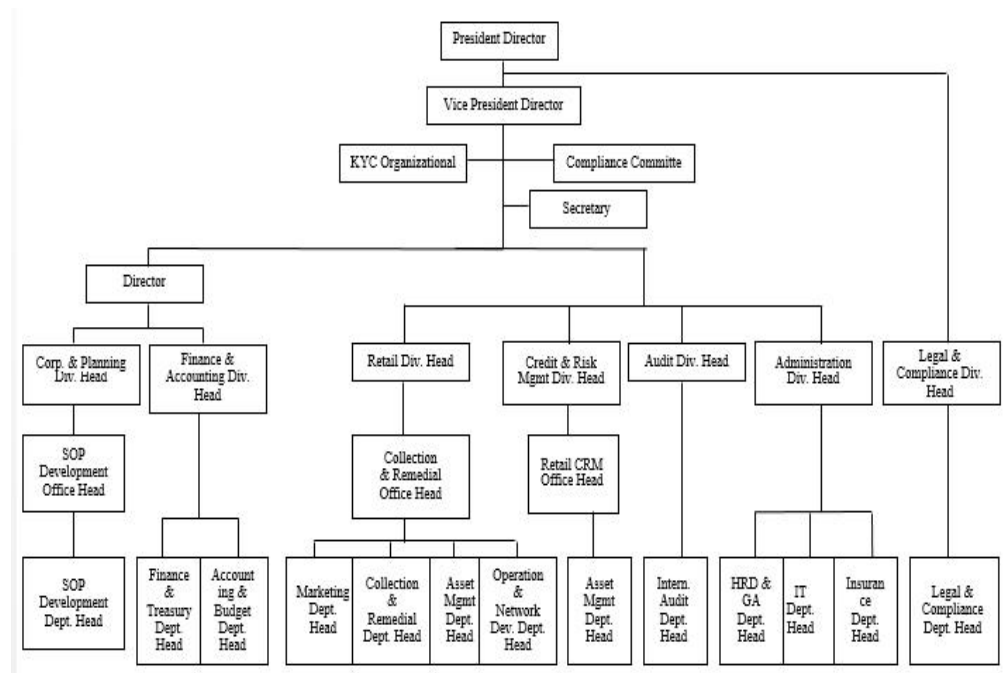 President Director
Vice President Director
KYC Organizational
Compliance Committe
Secretary
Director
Corp. & Planning
Div. Head
Finance &
Accounting Div.
Head
Retail Div. Head
Credit & Risk
Mgmt Div. Head
Audit Div. Head
Administration
Div. Head
Legal &
Compliance Div.
Head
SOP
Development
Office Head
Collection
& Remedial
Office Head
Retail CRM
Office Head
SOP
Development
Dept. Head
Finance
&
Treasury
Dept.
Head
Account
ing &
Budget
Dept.
Head
Marketing
Dept.
Head
Collection
&
Remedial
Dept. Head
Asset
Mgmt
Dept.
Head
Operation
&
Network
Dev. Dept.
Head
Asset
Mgmt
Dept.
Head
Intern.
Audit
Dept.
Head
HRD &
GA
Dept.
Head
IT
Dept.
Head
Insuran
ce
Dept.
Head
Legal &
Compliance
Dept. Head